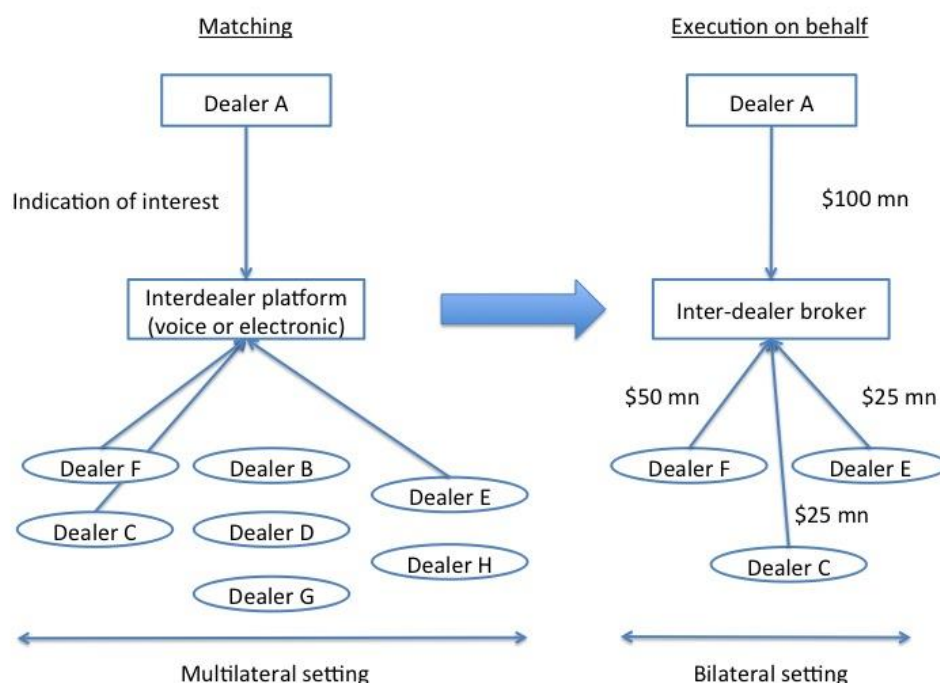 Matching
Dealer A
Indication of interest
Interdealer platform
(voice or electronic)
Dealer F
Dealer B
Dealer E
Dealer C
Dealer D
Dealer H
Dealer G
Multilateral setting
Execution on behalf
Dealer A
$100 mn
Inter-dealer broker
$50 mn
$25 mn
Dealer F
Dealer E
$25 mn
Dealer C
Bilateral setting